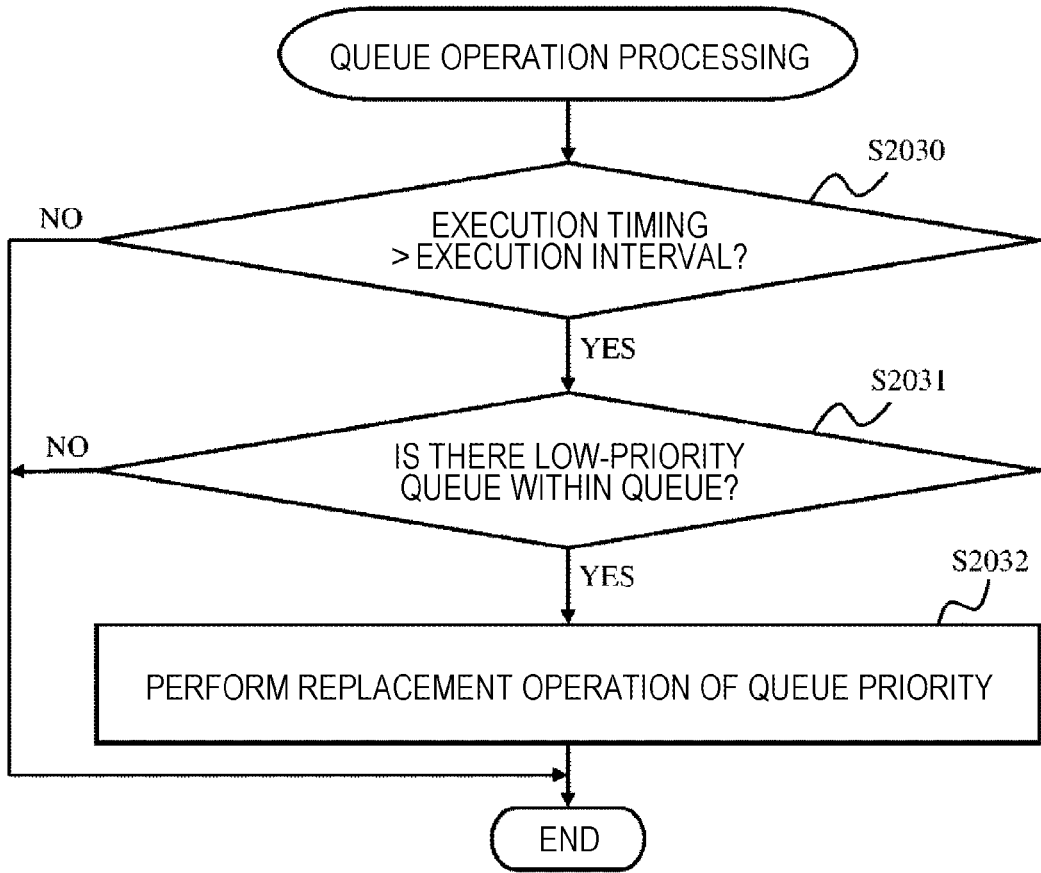 QUEUE OPERATION PROCESSING
S2030
NO
EXECUTION TIMING
> EXECUTION INTERVAL?
YES
S2031
NO
IS THERE LOW-PRIORITY
QUEUE WITHIN QUEUE?
YES
S2032
PERFORM REPLACEMENT OPERATION OF QUEUE PRIORITY
END